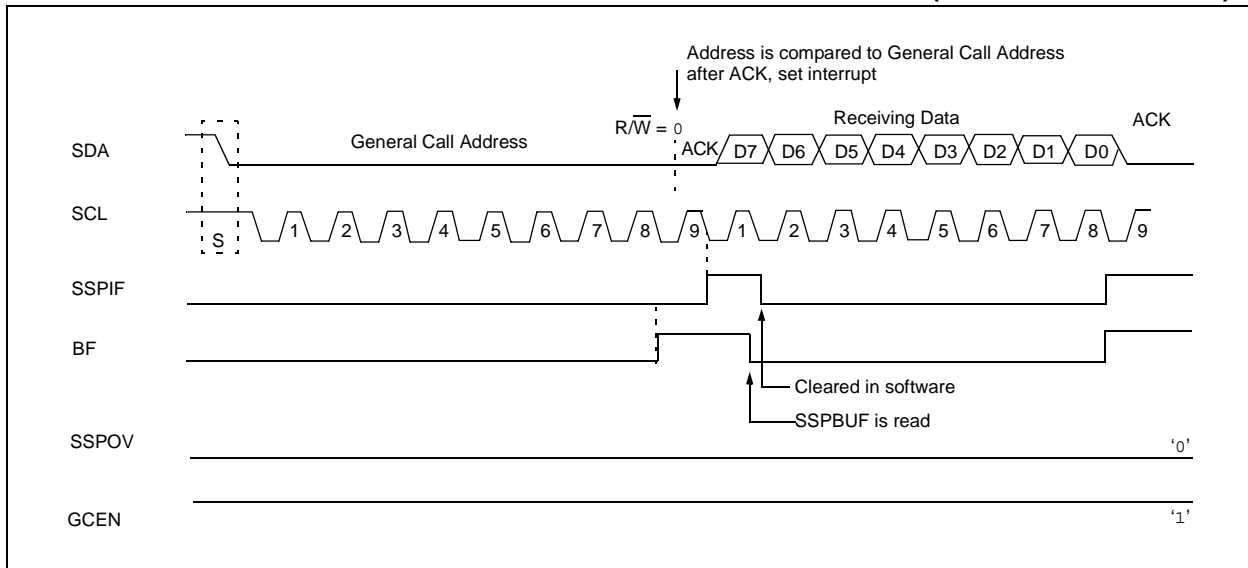 Address is compared to General Call Address
after ACK, set interrupt
R/W = 0
Receiving Data
ACK
SDA
General Call Address
ACK
D7 D6 D5 D4 D3 D2 D1 D0
SCL
S
1 2 3 4 5 6 7 8 9 1 2 3 4 5 6 7 8 9
SSPIF
BF
Cleared in software
SSPBUF is read
SSPOV
‘0’
GCEN
‘1’